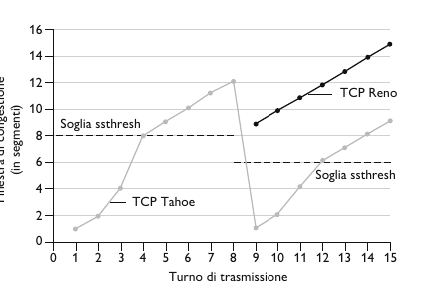 16
14
12
10
8
6
4
2
0
di congestione
(in segmenti)
Soglia ssthresh
TCP Reno
Soglia ssthresh
TCP Tahoe
0 1 2 3 4 5 6 7 8 9 10 11 12 13 14 15
Turno di trasmissione